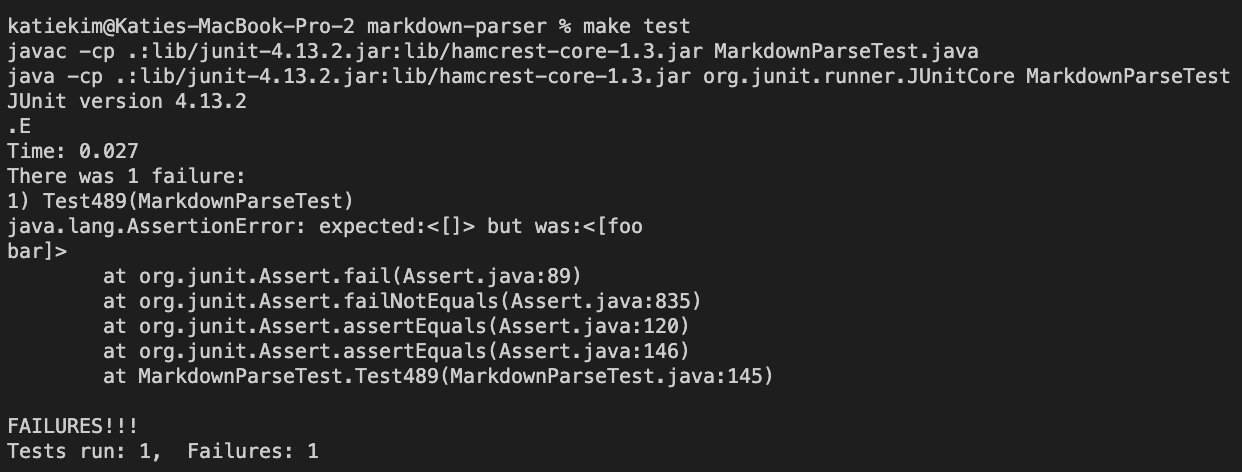 katiekim@Katies-MacBook-Pro-2 markdown-parser % make test
javac -cp .:lib/junit-4.13.2.jar:lib/hamcrest-core-1.3.jar MarkdownParseTest.java
java -cp .:lib/junit-4.13.2.jar:lib/hamcrest-core-1.3.jar org.junit.runner.JUnitCore MarkdownParseTest
JUnit version 4.13.2
.E
Time: 0.027
There was 1 failure:
1) Test489(MarkdownParseTest)
java.lang.AssertionError: expected:<[]> but was:<[foo
bar]>
        at org.junit.Assert.fail(Assert.java:89)
        at org.junit.Assert.failNotEquals(Assert.java:835)
        at org.junit.Assert.assertEquals(Assert.java:120)
        at org.junit.Assert.assertEquals(Assert.java:146)
        at MarkdownParseTest.Test489(MarkdownParseTest.java:145)

FAILURES!!!
Tests run: 1,  Failures: 1